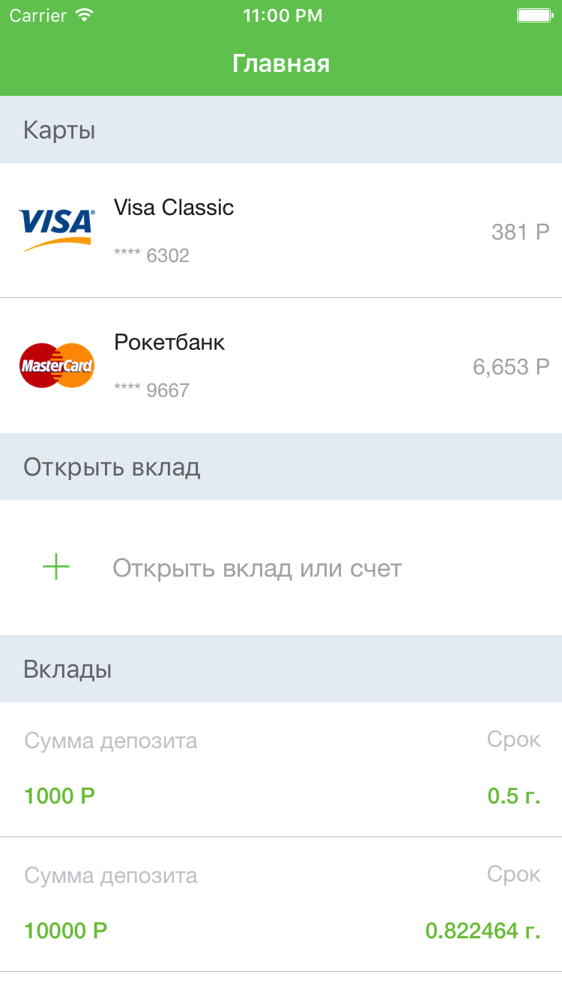 Carrier 11:00 PM
Главная
Карты
VISA® Visa Classic
381 Р
**** 6302
MasterCard Рокетбанк
6,653 Р
**** 9667
Открыть вклад
Открыть вклад или счет
Вклады
Сумма депозита Срок
1000 Р 0.5 г.
Сумма депозита Срок
10000 Р 0.822464 г.